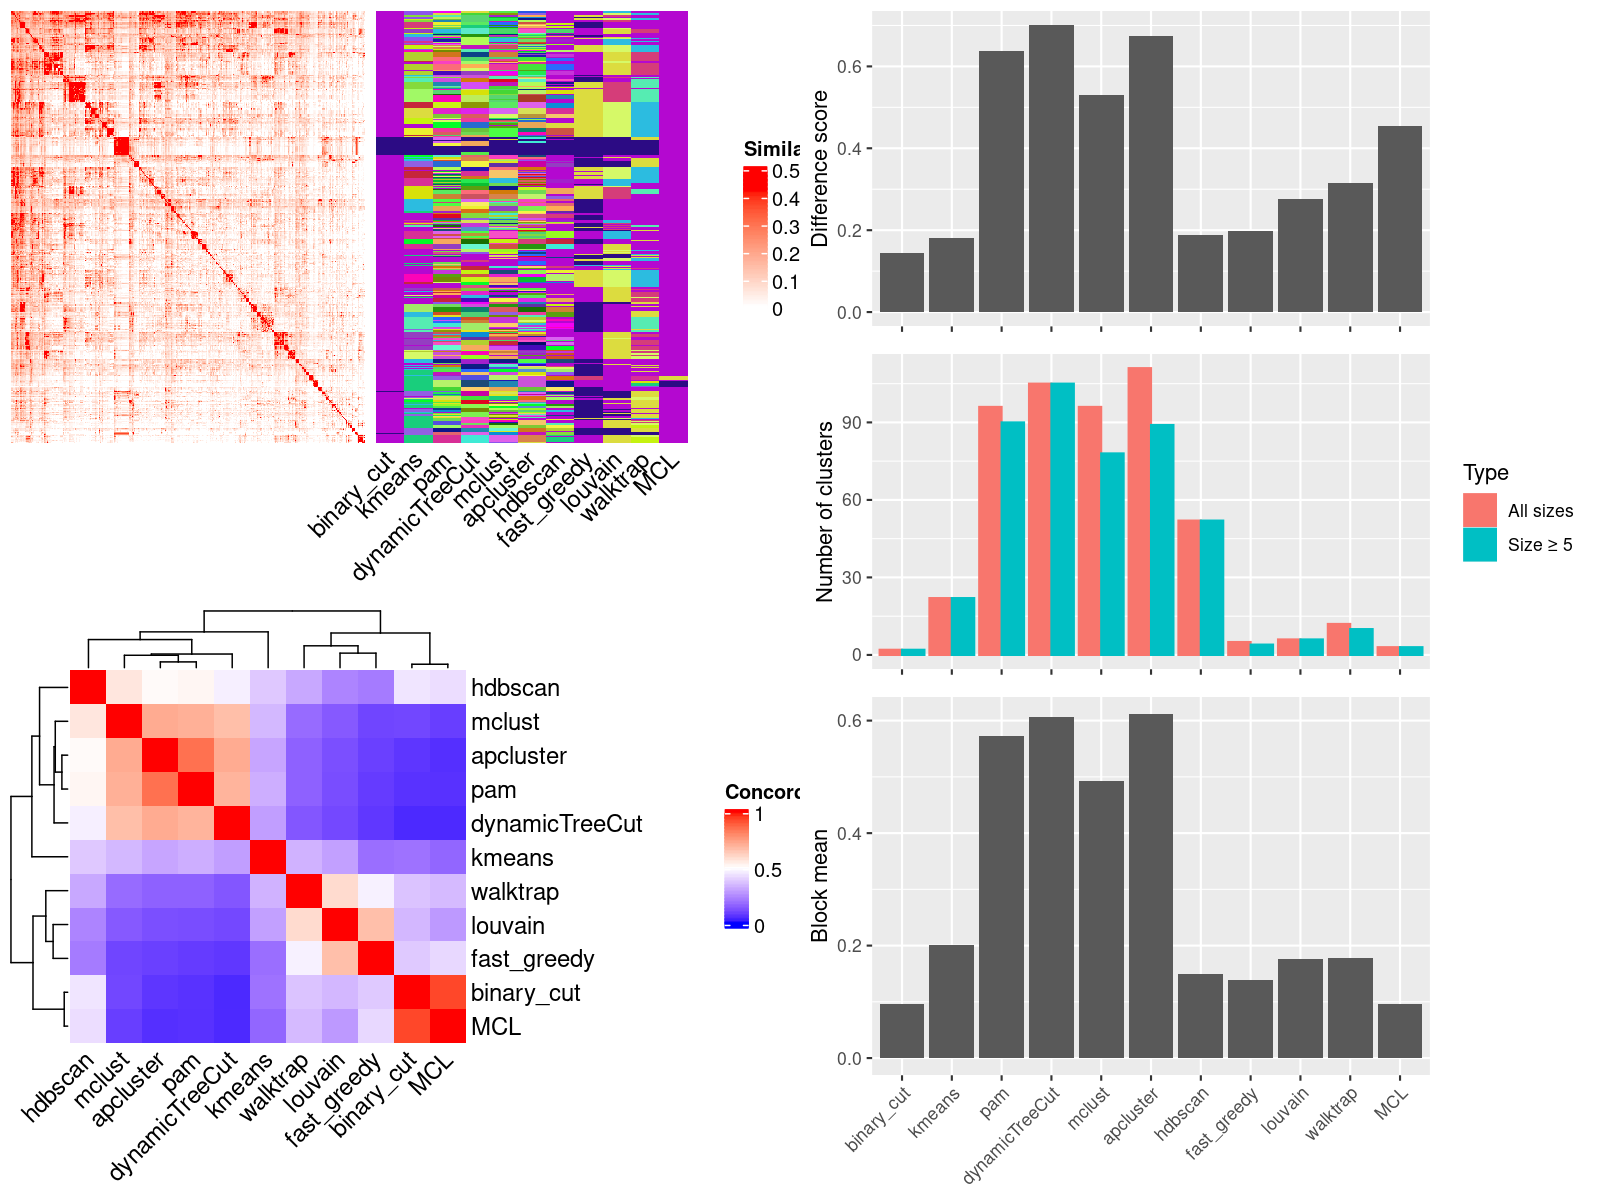 Simila
0.5
0.4
0.3
0.2
0.1
0
binary_cut
kmeans
pam
dynamicTreeCut
mclust
apcluster
hdbscan
fast_greedy
louvain
walktrap
MCL
hdbscan
mclust
apcluster
pam
dynamicTreeCut
kmeans
walktrap
louvain
fast_greedy
binary_cut
MCL
hdbscan
mclust
apcluster
pam
dynamicTreeCut
kmeans
walktrap
louvain
fast_greedy
binary_cut
MCL
Concord
1
0.5
0
Difference score
0.6
0.4
0.2
0.0
Number of clusters
90
60
30
0
Type
All sizes
Size ≥ 5
Block mean
0.6
0.4
0.2
0.0
binary_cut
kmeans
pam
dynamicTreeCut
mclust
apcluster
hdbscan
fast_greedy
louvain
walktrap
MCL